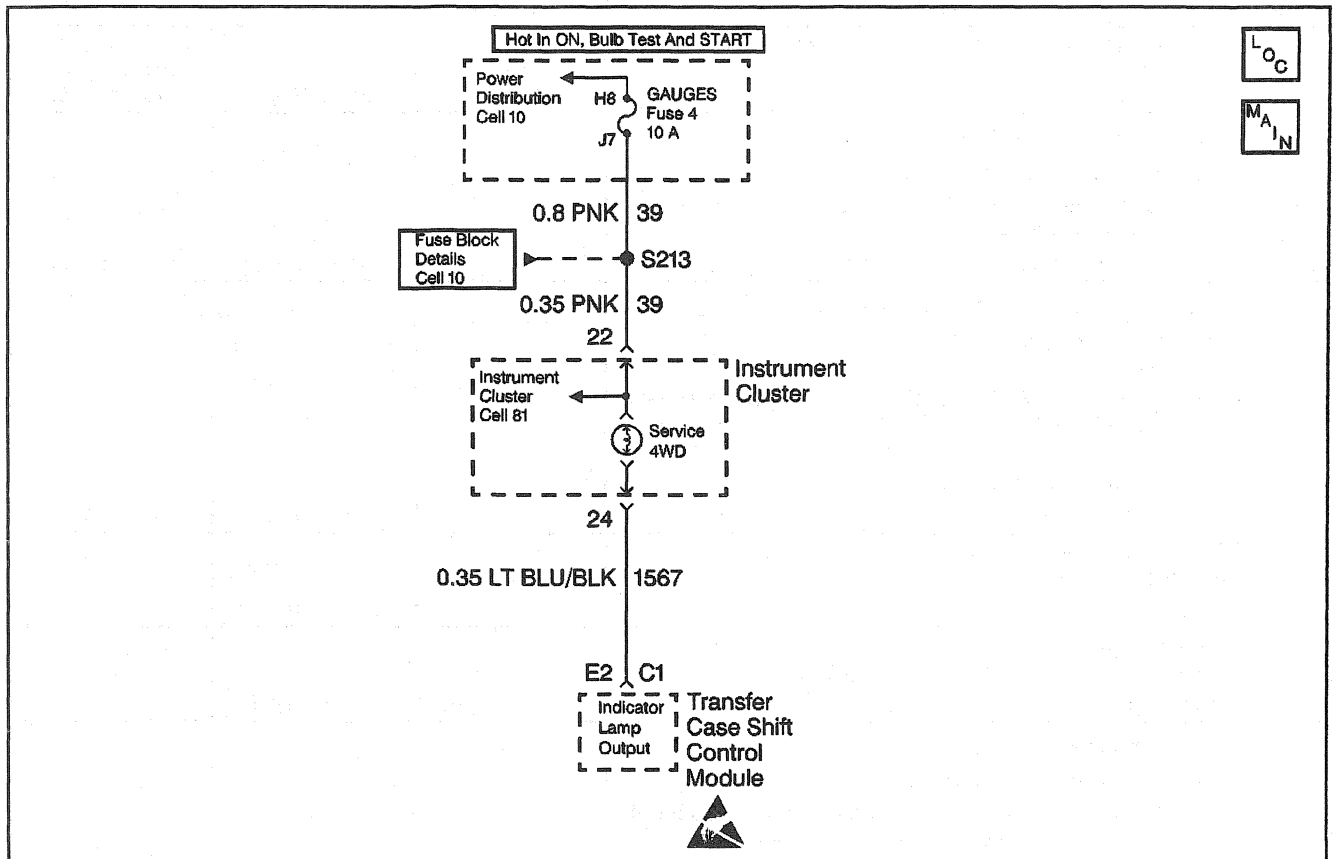 Hot In ON, Bulb Test And START
L O C
Power
Distribution
Cell 10
H8
GAUGES
Fuse 4
10 A
J7
M A I N
0.8 PNK 39
Fuse Block
Details
Cell 10
S213
0.35 PNK 39
22
Instrument
Cluster
Cell 81
Instrument
Cluster
Service
4WD
24
0.35 LT BLU/BLK 1567
E2 C1
Indicator
Lamp
Output
Transfer
Case Shift
Control
Module